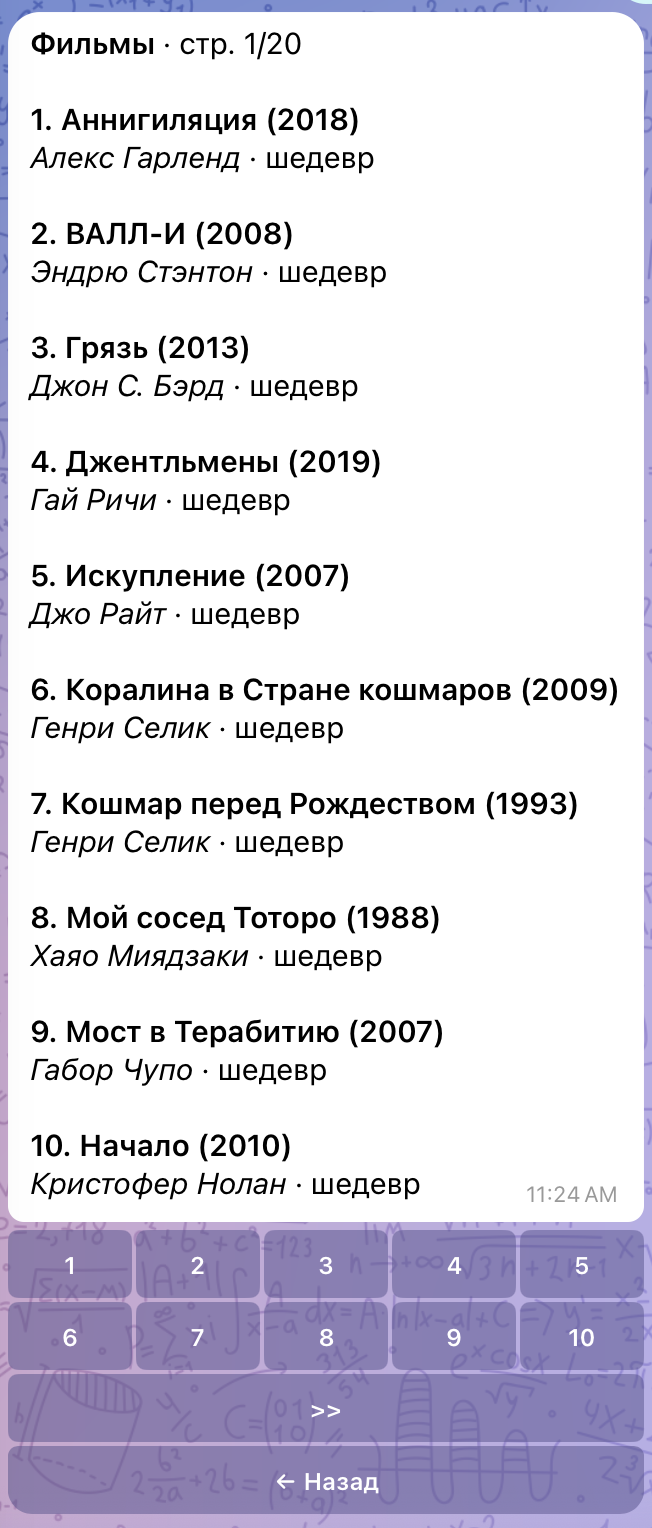 Фильмы · стр. 1/20
1. Аннигиляция (2018)
Алекс Гарленд · шедевр
2. ВАЛЛ-И (2008)
Эндрю Стэнтон · шедевр
3. Грязь (2013)
Джон С. Бэрд · шедевр
4. Джентльмены (2019)
Гай Ричи · шедевр
5. Искупление (2007)
Джо Райт · шедевр
6. Коралина в Стране кошмаров (2009)
Генри Селик · шедевр
7. Кошмар перед Рождеством (1993)
Генри Селик · шедевр
8. Мой сосед Тоторо (1988)
Хаяо Миядзаки · шедевр
9. Мост в Терабитию (2007)
Габор Чупо · шедевр
10. Начало (2010)
Кристофер Нолан · шедевр
11:24 AM
1 2 3 4 5
6 7 8 9 10
>>
← Назад